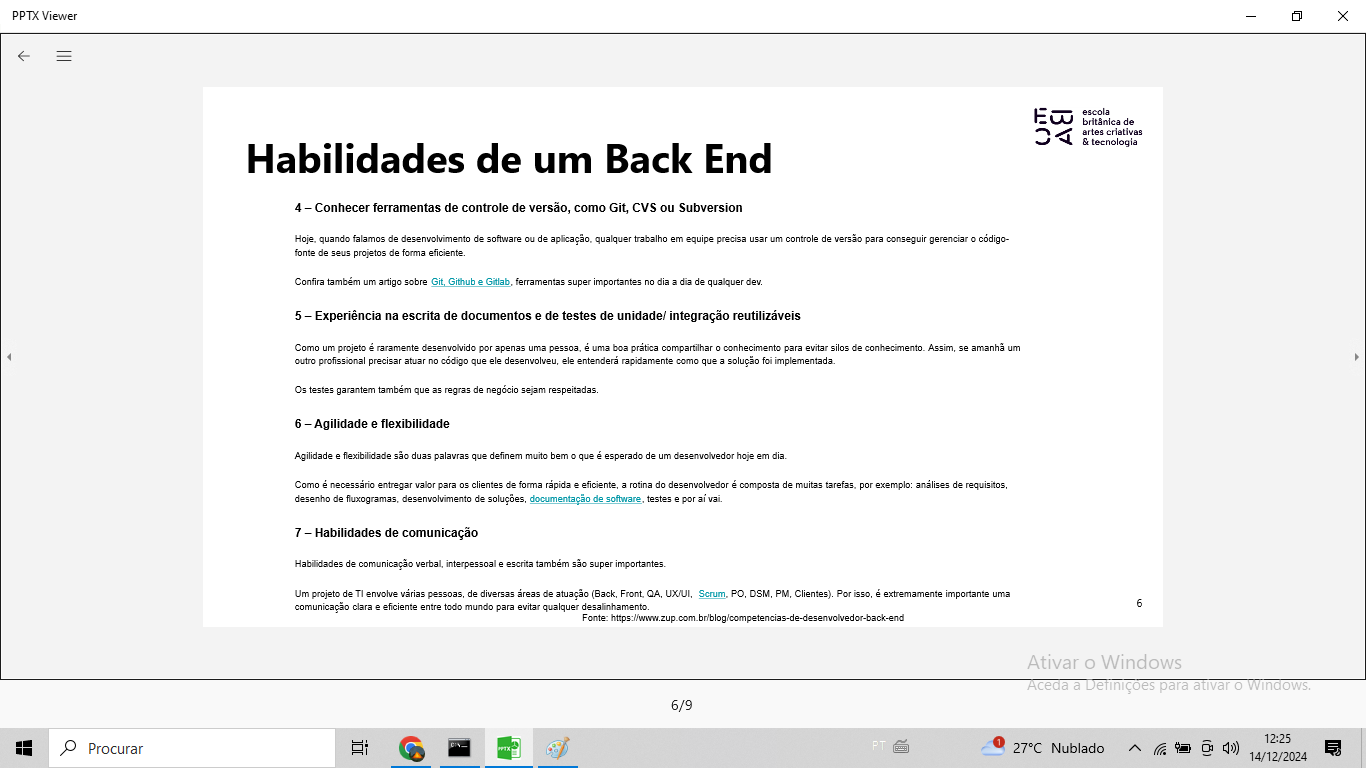 PPTX Viewer
EBAC
escola
britânica de
artes criativas
& tecnologia
Habilidades de um Back End
4 – Conhecer ferramentas de controle de versão, como Git, CVS ou Subversion
Hoje, quando falamos de desenvolvimento de software ou de aplicação, qualquer trabalho em equipe precisa usar um controle de versão para conseguir gerenciar o código-
fonte de seus projetos de forma eficiente.
Confira também um artigo sobre Git, Github e Gitlab, ferramentas super importantes no dia a dia de qualquer dev.
5 – Experiência na escrita de documentos e de testes de unidade/ integração reutilizáveis
Como um projeto é raramente desenvolvido por apenas uma pessoa, é uma boa prática compartilhar o conhecimento para evitar silos de conhecimento. Assim, se amanhã um
outro profissional precisar atuar no código que ele desenvolveu, ele entenderá rapidamente como que a solução foi implementada.
Os testes garantem também que as regras de negócio sejam respeitadas.
6 – Agilidade e flexibilidade
Agilidade e flexibilidade são duas palavras que definem muito bem o que é esperado de um desenvolvedor hoje em dia.
Como é necessário entregar valor para os clientes de forma rápida e eficiente, a rotina do desenvolvedor é composta de muitas tarefas, por exemplo: análises de requisitos,
desenho de fluxogramas, desenvolvimento de soluções, documentação de software, testes e por aí vai.
7 – Habilidades de comunicação
Habilidades de comunicação verbal, interpessoal e escrita também são super importantes.
Um projeto de TI envolve várias pessoas, de diversas áreas de atuação (Back, Front, QA, UX/UI, Scrum, PO, DSM, PM, Clientes). Por isso, é extremamente importante uma
comunicação clara e eficiente entre todo mundo para evitar qualquer desalinhamento.
6
Fonte: https://www.zup.com.br/blog/competencias-de-desenvolvedor-back-end
Ativar o Windows
Aceda a Definições para ativar o Windows.
6/9
Procurar
PPTX
PT
1
27°C Nublado
12:25
14/12/2024